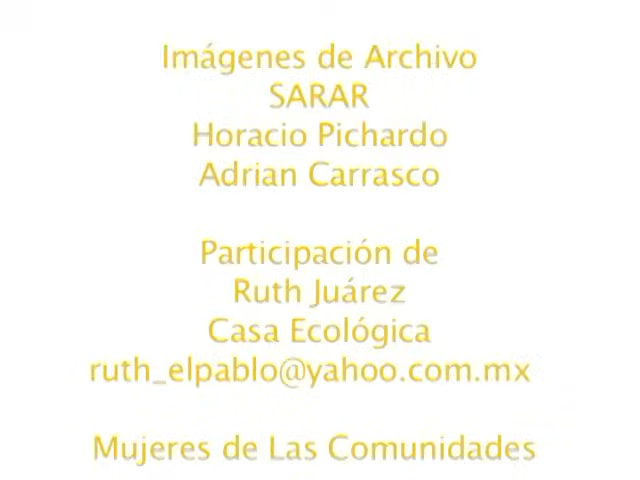 Imágenes de Archivo
SARAR
Horacio Pichardo
Adrian Carrasco
Participación de
Ruth Juárez
Casa Ecológica
ruth_elpablo@yahoo.com.mx
Mujeres de Las Comunidades